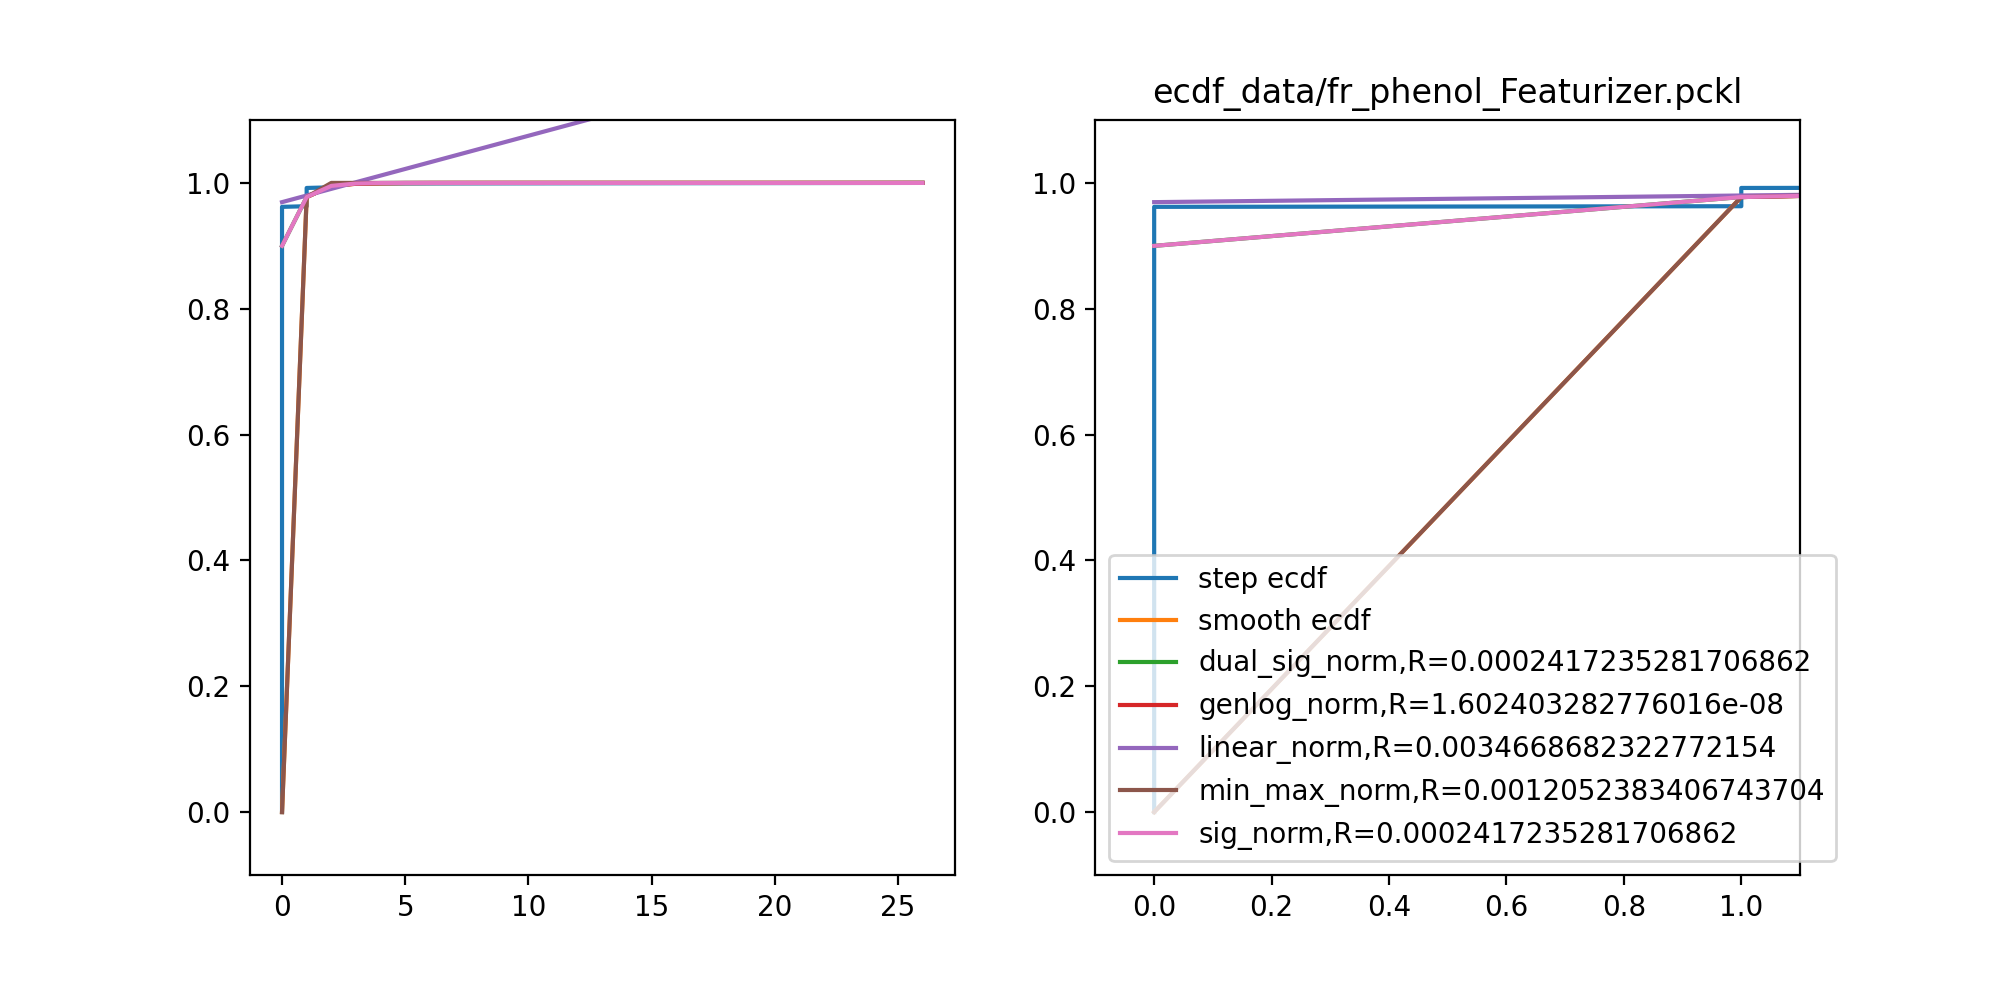 ecdf_data/fr_phenol_Featurizer.pckl
1.0
0.8
0.6
0.4
0.2
0.0
0 5 10 15 20 25
1.0
0.8
0.6
0.4
0.2
0.0
step ecdf
smooth ecdf
dual_sig_norm,R=0.0002417235281706862
genlog_norm,R=1.602403282776016e-08
linear_norm,R=0.0034668682322772154
min_max_norm,R=0.0012052383406743704
sig_norm,R=0.0002417235281706862
0.0 0.2 0.4 0.6 0.8 1.0